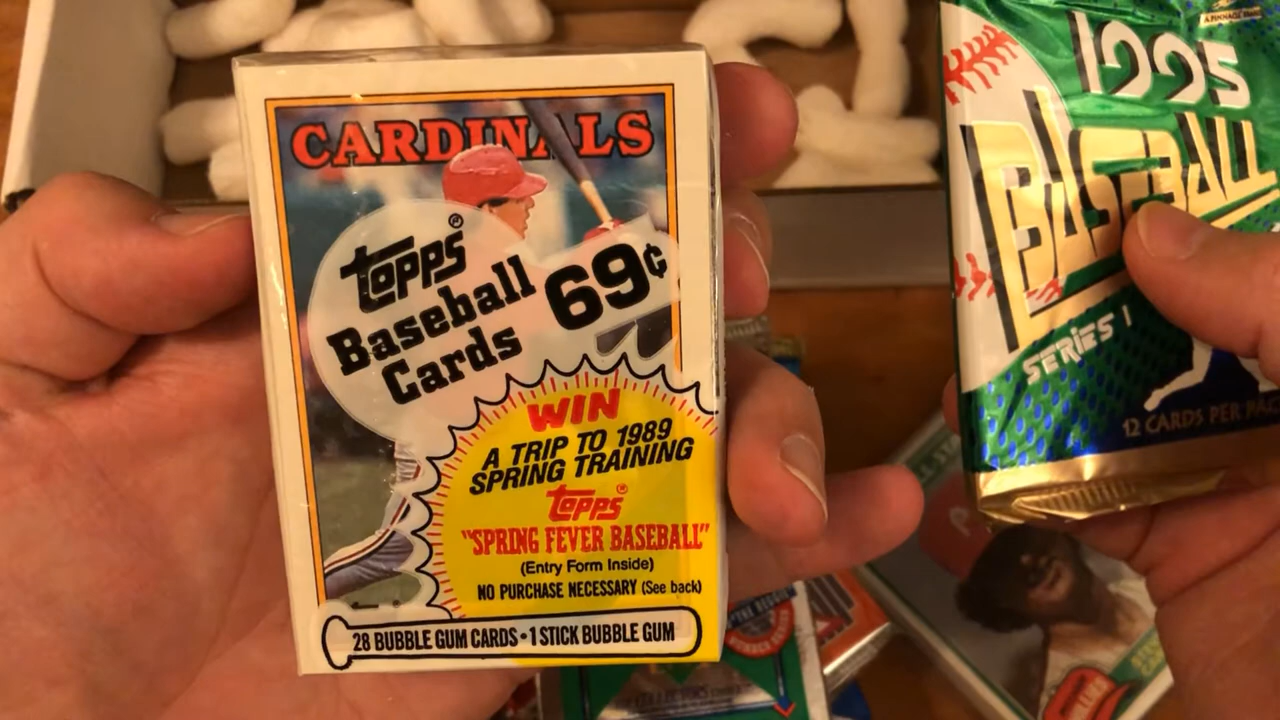 CARDINALS
topps®
Baseball
Cards
69¢
WIN
A TRIP TO 1989
SPRING TRAINING
topps®
"SPRING FEVER BASEBALL"
(Entry Form Inside)
NO PURCHASE NECESSARY (See back)
28 BUBBLE GUM CARDS • 1 STICK BUBBLE GUM
A PINNACLE BRAND
1995
BASEBALL
SERIES 1
12 CARDS PER